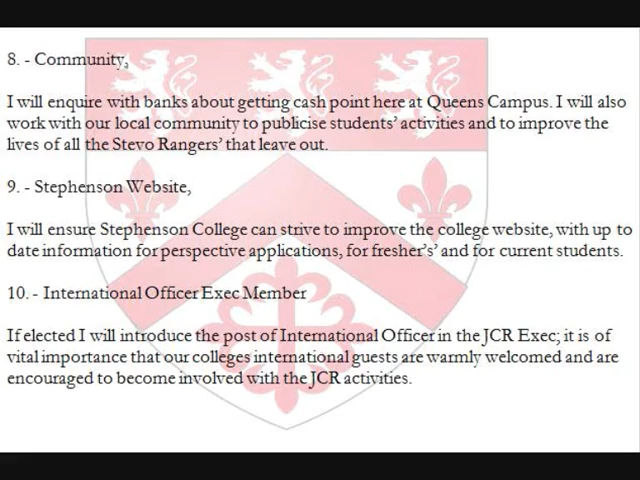 8. - Community,
I will enquire with banks about getting cash point here at Queens Campus. I will also
work with our local community to publicise students' activities and to improve the
lives of all the Stevo Rangers' that leave out.
9. - Stephenson Website,
I will ensure Stephenson College can strive to improve the college website, with up to
date information for perspective applications, for fresher's' and for current students.
10. - International Officer Exec Member
If elected I will introduce the post of International Officer in the JCR Exec; it is of
vital importance that our colleges international guests are warmly welcomed and are
encouraged to become involved with the JCR activities.